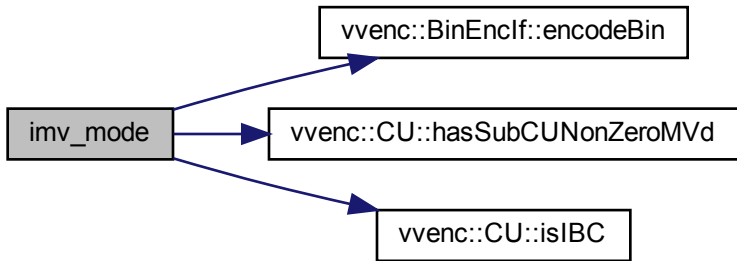 vvenc::BinEncIf::encodeBin
imv_mode
vvenc::CU::hasSubCUNonZeroMVd
vvenc::CU::isIBC